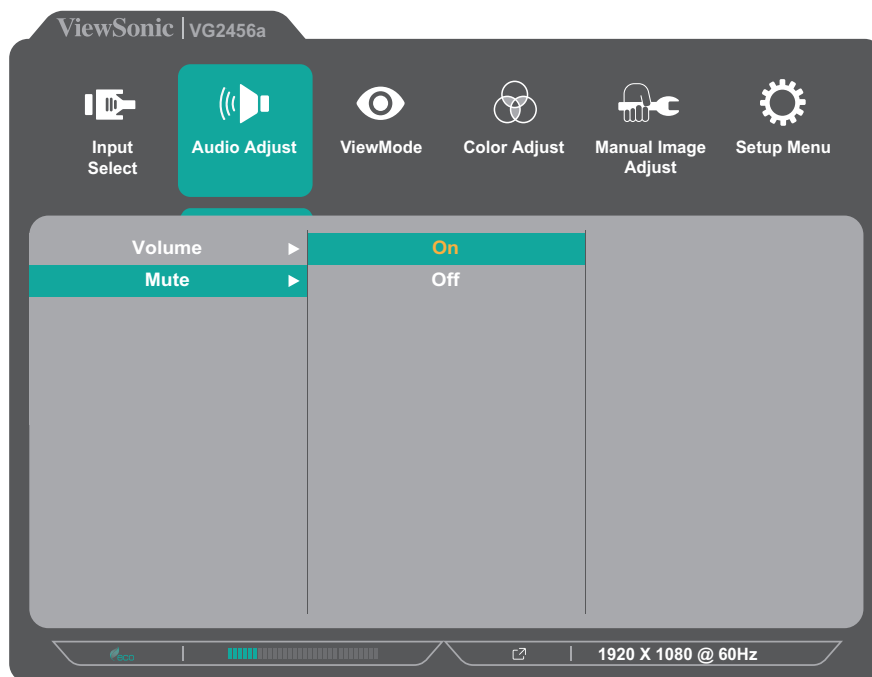 ViewSonic | VG2456a
Input
Select
Audio Adjust
ViewMode
Color Adjust
Manual Image
Adjust
Setup Menu
Volume
On
Mute
Off
eco
1920 X 1080 @ 60Hz